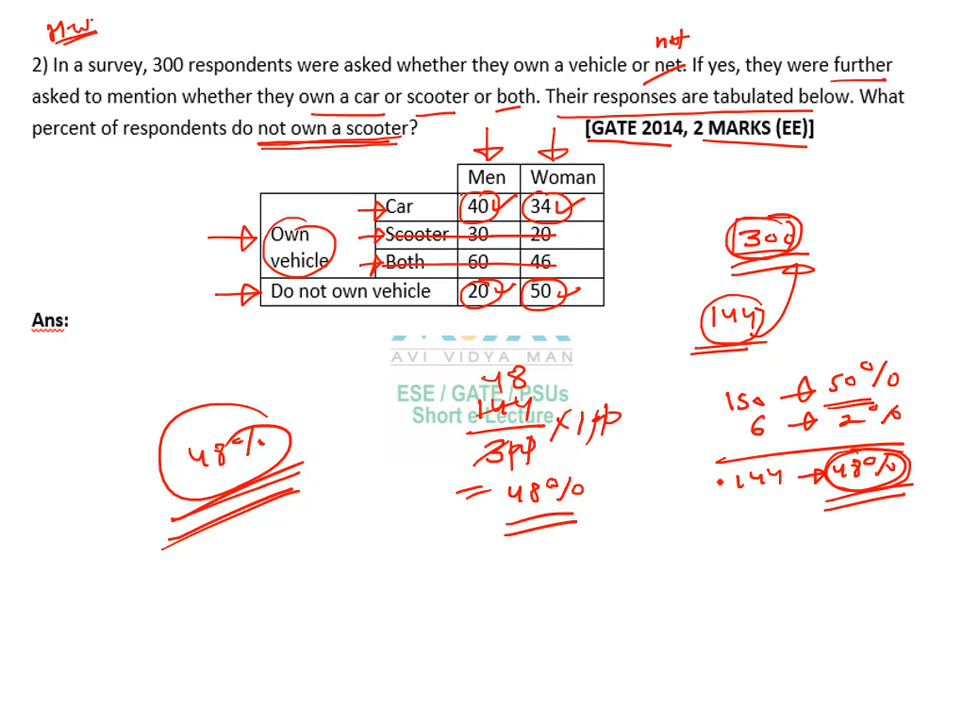 H.W.
not
2) In a survey, 300 respondents were asked whether they own a vehicle or net. If yes, they were further
asked to mention whether they own a car or scooter or both. Their responses are tabulated below. What
percent of respondents do not own a scooter? [GATE 2014, 2 MARKS (EE)]
Men Woman
Own vehicle Car 40 34
Scooter 30 20
Both 60 46
Do not own vehicle 20 50
Ans:
300
144
AVI VIDYA MAN
ESE / GATE / PSUs
Short e-Lecture
48
144
300 × 100
= 48%
48%
150 → 50%
6 → 2%
144 → 48%